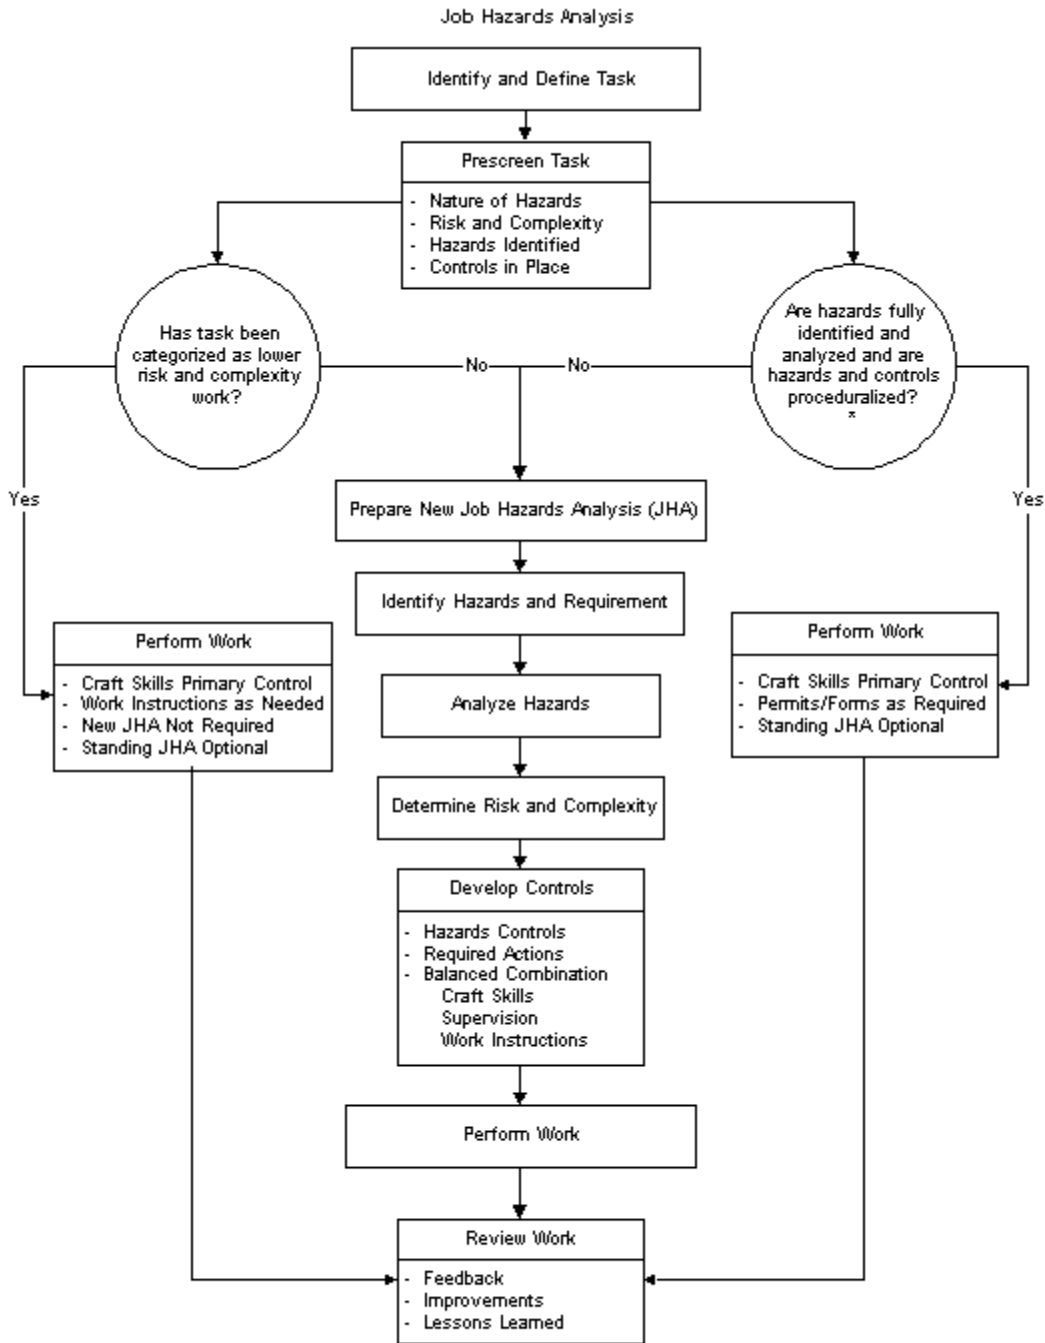 Job Hazards Analysis
Identify and Define Task
Prescreen Task
- Nature of Hazards
- Risk and Complexity
- Hazards Identified
- Controls in Place
Has task been
categorized as lower
risk and complexity
work?
No
No
Are hazards fully
identified and
analyzed and are
hazards and controls
proceduralized?
*
Yes
Yes
Prepare New Job Hazards Analysis (JHA)
Identify Hazards and Requirement
Perform Work
- Craft Skills Primary Control
- Work Instructions as Needed
- New JHA Not Required
- Standing JHA Optional
Perform Work
- Craft Skills Primary Control
- Permits/Forms as Required
- Standing JHA Optional
Analyze Hazards
Determine Risk and Complexity
Develop Controls
- Hazards Controls
- Required Actions
- Balanced Combination
Craft Skills
Supervision
Work Instructions
Perform Work
Review Work
- Feedback
- Improvements
- Lessons Learned